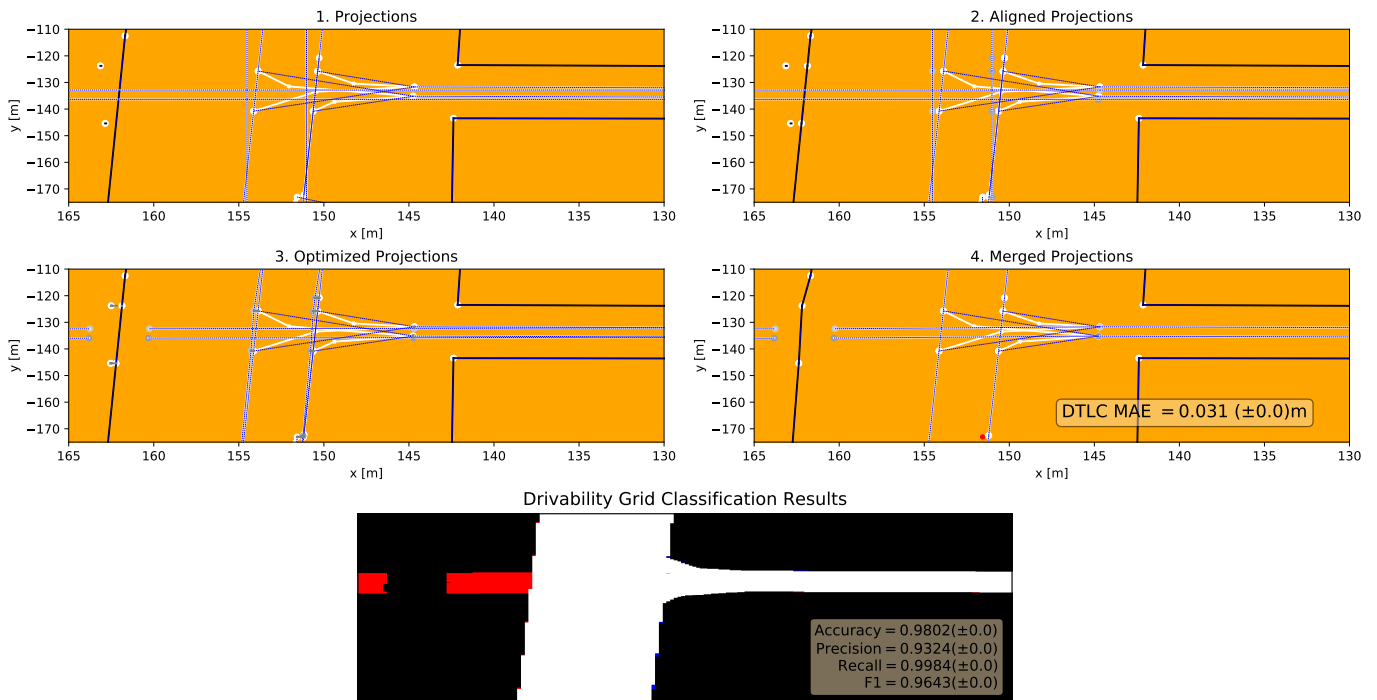 1. Projections
−110
−120
−130
−140
−150
−160
−170
y [m]
165 160 155 150 145 140 135 130
x [m]
2. Aligned Projections
−110
−120
−130
−140
−150
−160
−170
y [m]
165 160 155 150 145 140 135 130
x [m]
3. Optimized Projections
−110
−120
−130
−140
−150
−160
−170
y [m]
165 160 155 150 145 140 135 130
x [m]
4. Merged Projections
−110
−120
−130
−140
−150
−160
−170
y [m]
DTLC MAE = 0.031 (±0.0)m
165 160 155 150 145 140 135 130
x [m]
Drivability Grid Classification Results
Accuracy = 0.9802(±0.0)
Precision = 0.9324(±0.0)
Recall = 0.9984(±0.0)
F1 = 0.9643(±0.0)